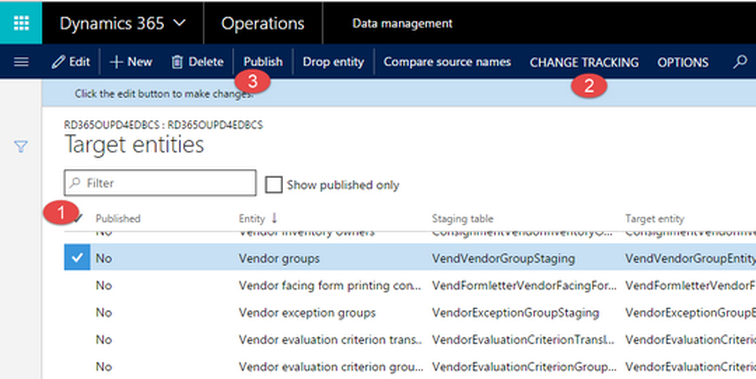 Dynamics 365 Operations Data management
Edit New Delete Publish Drop entity Compare source names CHANGE TRACKING OPTIONS
3 2
Click the edit button to make changes.
RD365OUPD4EDBCS : RD365OUPD4EDBCS
Target entities
Filter Show published only
1 Published Entity Staging table Target entity
No Vendor inventory owners ConsignmentVendorInventoryO... ConsignmentVendorInv
No Vendor groups VendVendorGroupStaging VendVendorGroupEntity
No Vendor facing form printing con... VendFormletterVendorFacingFor... VendFormletterVendorF
No Vendor exception groups VendorExceptionGroupStaging VendorExceptionGroupE
No Vendor evaluation criterion trans... VendorEvaluationCriterionTransl... VendorEvaluationCriteri
No Vendor evaluation criterion grou... VendorEvaluationCriterionGroup... VendorEvaluationCriteri